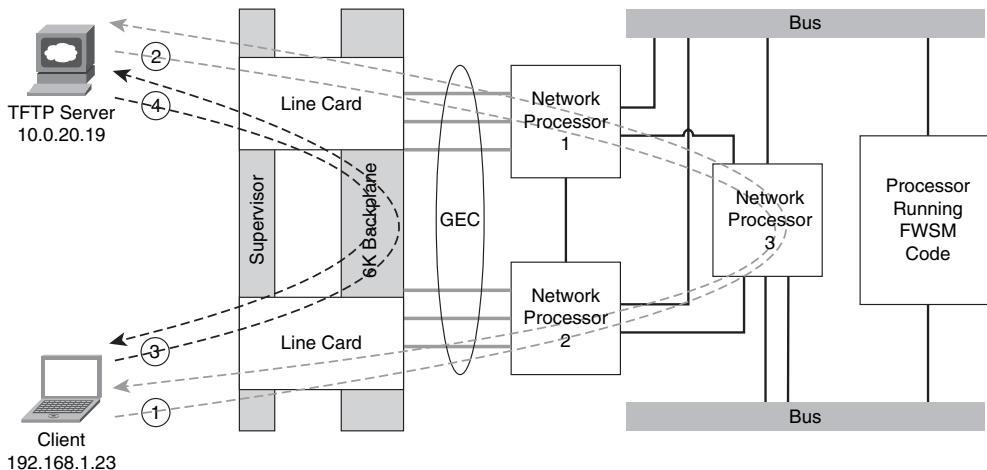 Bus
2
4
TFTP Server
10.0.20.19
Line Card
Network
Processor
1
Supervisor
6K Backplane
GEC
Network
Processor
3
Processor
Running
FWSM
Code
Network
Processor
2
Line Card
3
1
Client
192.168.1.23
Bus